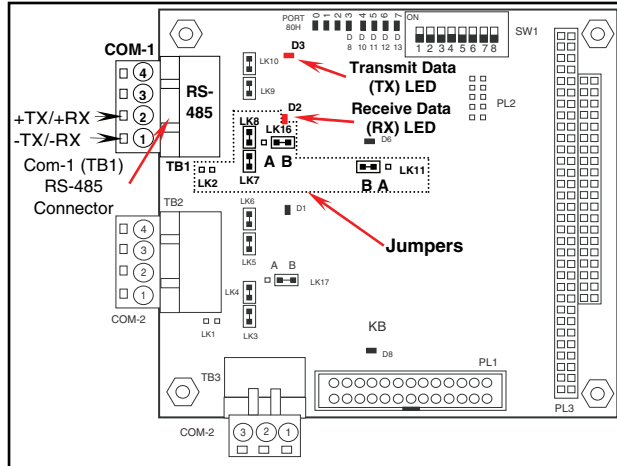 PORT
80H
0
1
2
3
4
5
6
7
D
8
D
10
D
11
D
12
D
13
ON
1 2 3 4 5 6 7 8
SW1
COM-1
4
3
2
1
RS-
485
+TX/+RX
-TX/-RX
Com-1 (TB1)
RS-485
Connector
TB1
LK10
LK9
D3
Transmit Data
(TX) LED
D2
Receive Data
(RX) LED
PL2
LK8
LK16
A B
LK7
LK2
D6
LK11
B A
TB2
4
3
2
1
COM-2
LK6
LK5
D1
Jumpers
A B
LK17
LK4
LK3
LK1
KB
D8
TB3
COM-2
3 2 1
PL1
PL3